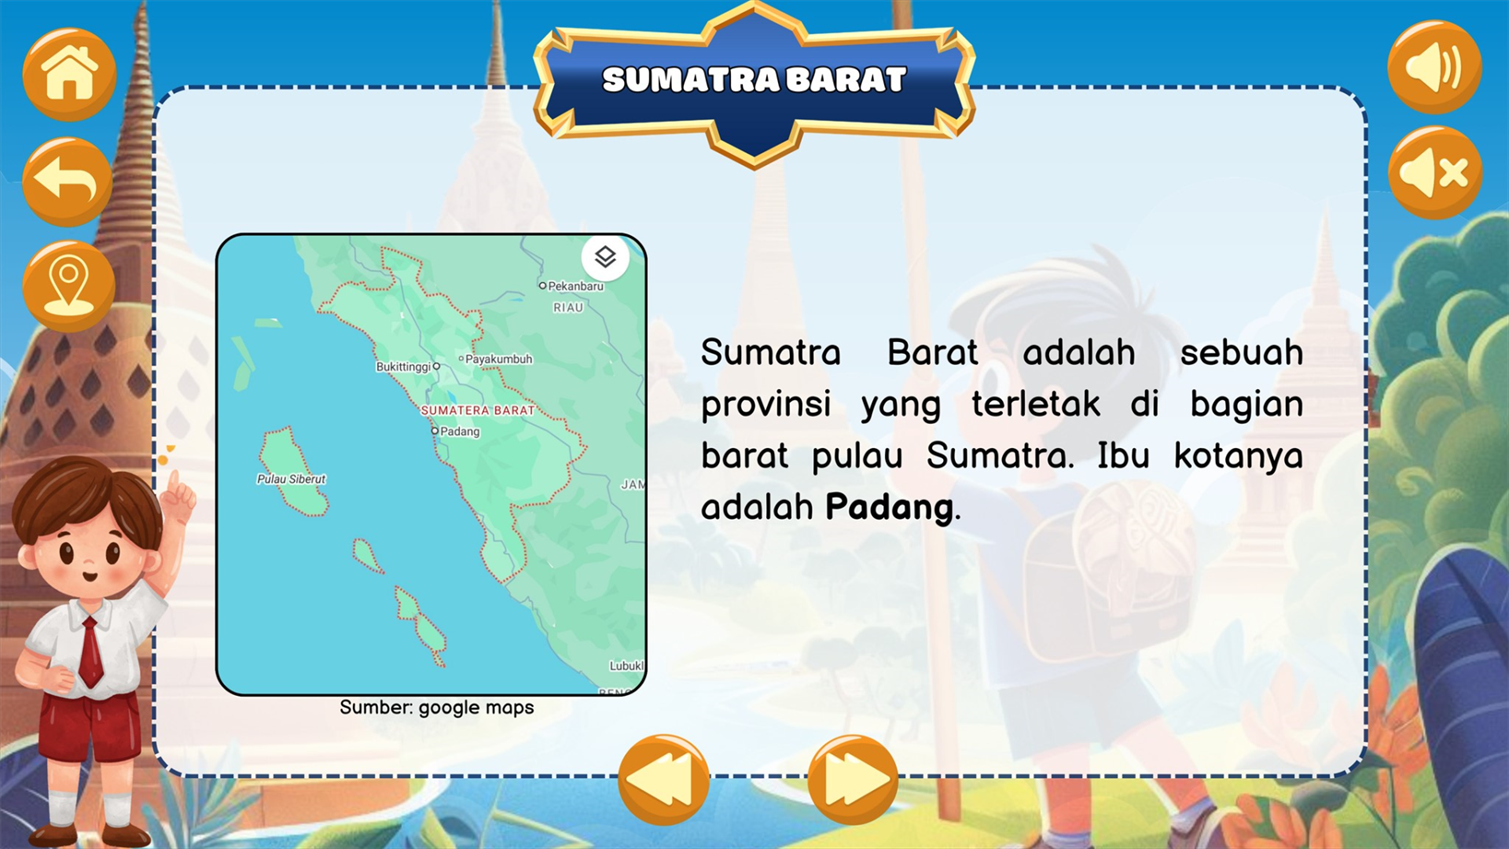 SUMATRA BARAT
Pekanbaru
RIAU
Payakumbuh
Bukittinggi
SUMATERA BARAT
Padang
Pulau Siberut
JAM
Lubukl
BENG
Sumber: google maps
Sumatra Barat adalah sebuah
provinsi yang terletak di bagian
barat pulau Sumatra. Ibu kotanya
adalah Padang.